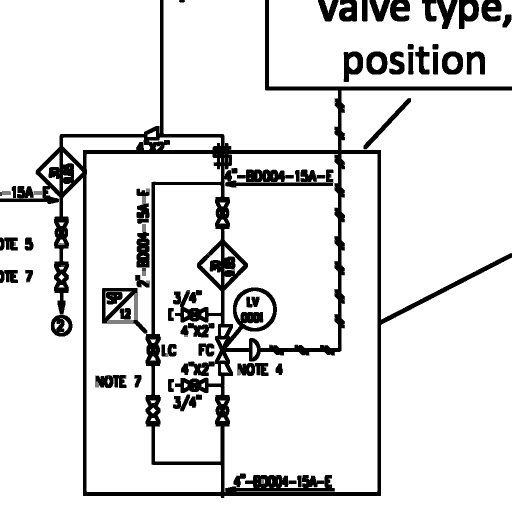 valve type,
position
4"X2"
15A-E
4"-BD004-15A-E
2"-BD004-15A-E
NOTE 5
NOTE 7
3/4"
LV
0001
SP
12
4"X2"
LC
FC
2
4"X2"
NOTE 4
NOTE 7
3/4"
4"-BD004-15A-E